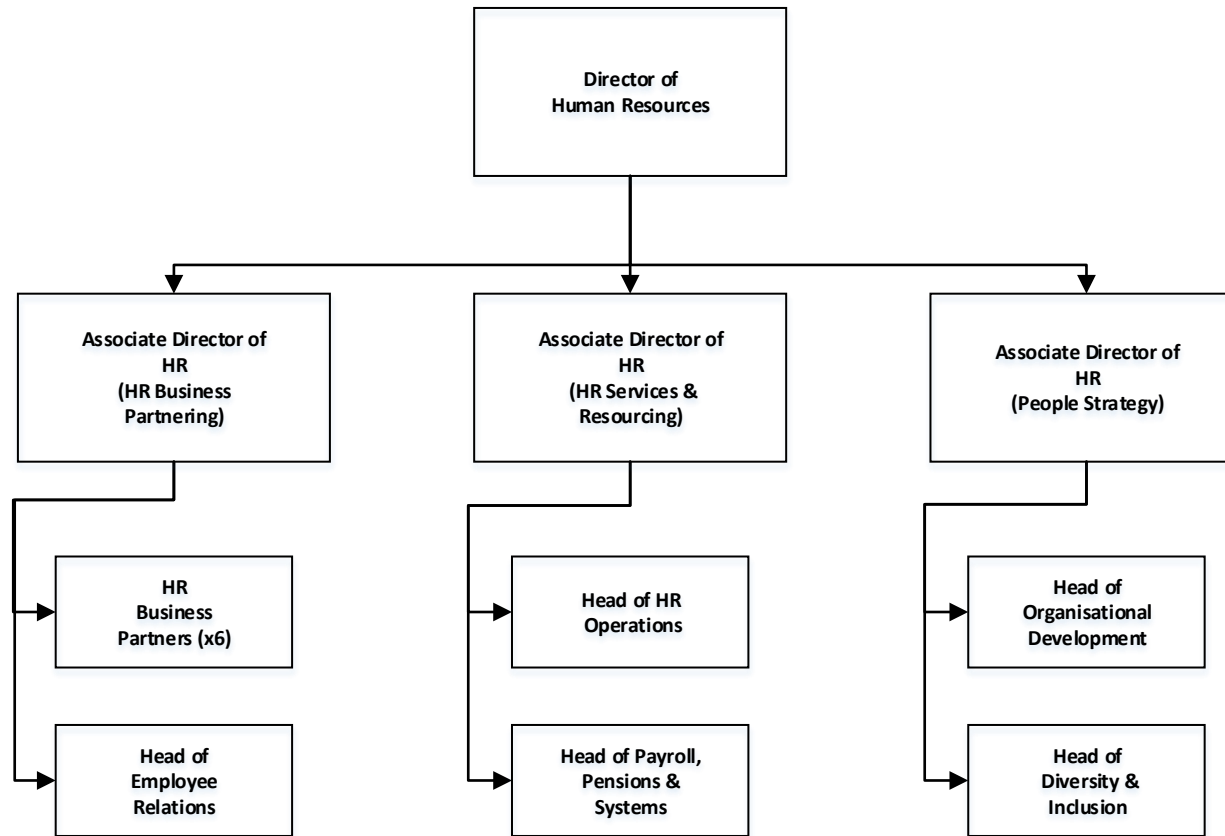 Director of
Human Resources
Associate Director of
HR
(HR Business
Partnering)
Associate Director of
HR
(HR Services &
Resourcing)
Associate Director of
HR
(People Strategy)
HR
Business
Partners (x6)
Head of HR
Operations
Head of
Organisational
Development
Head of
Employee
Relations
Head of Payroll,
Pensions &
Systems
Head of
Diversity &
Inclusion